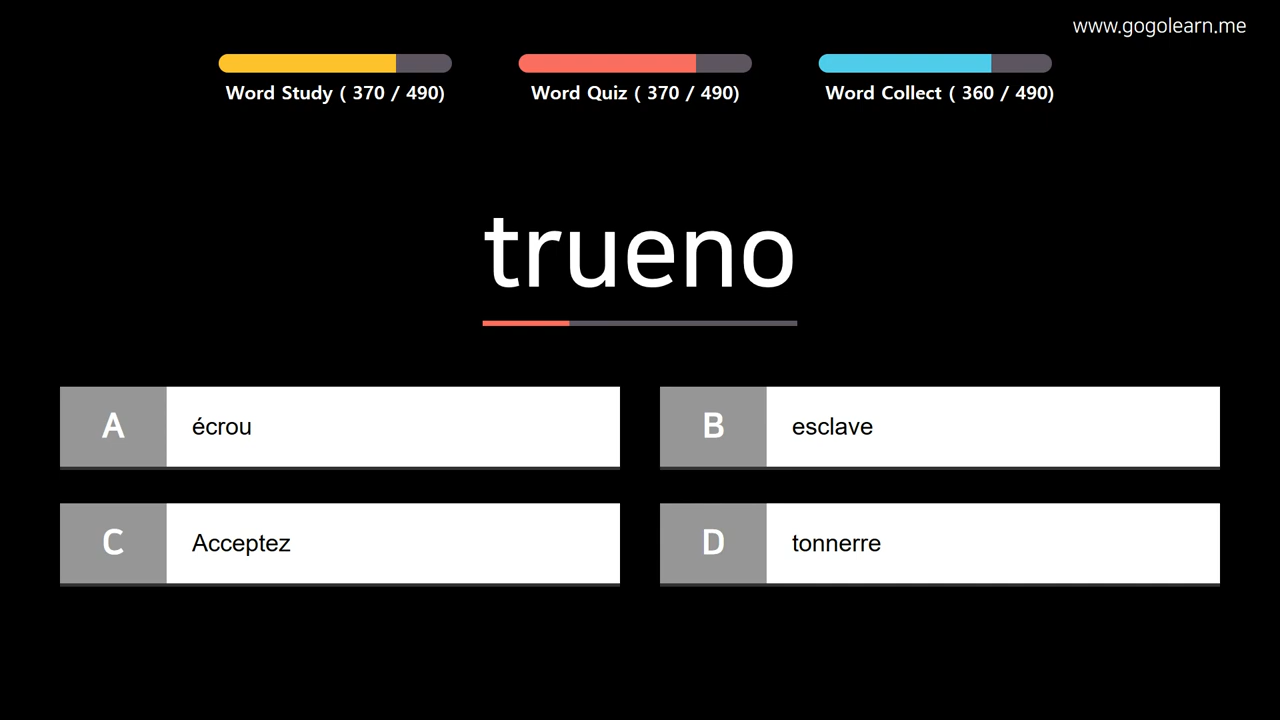 www.gogolearn.me
Word Study ( 370 / 490)
Word Quiz ( 370 / 490)
Word Collect ( 360 / 490)
trueno
A
écrou
B
esclave
C
Acceptez
D
tonnerre